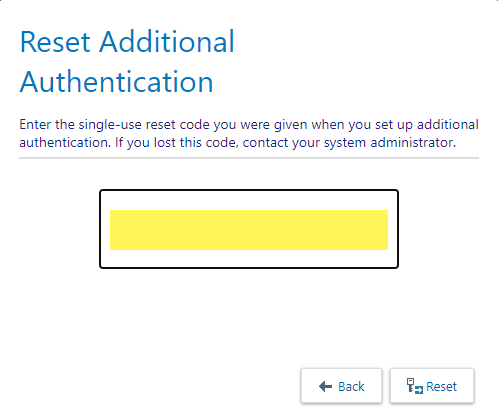 Reset Additional
Authentication
Enter the single-use reset code you were given when you set up additional
authentication. If you lost this code, contact your system administrator.
Back
Reset